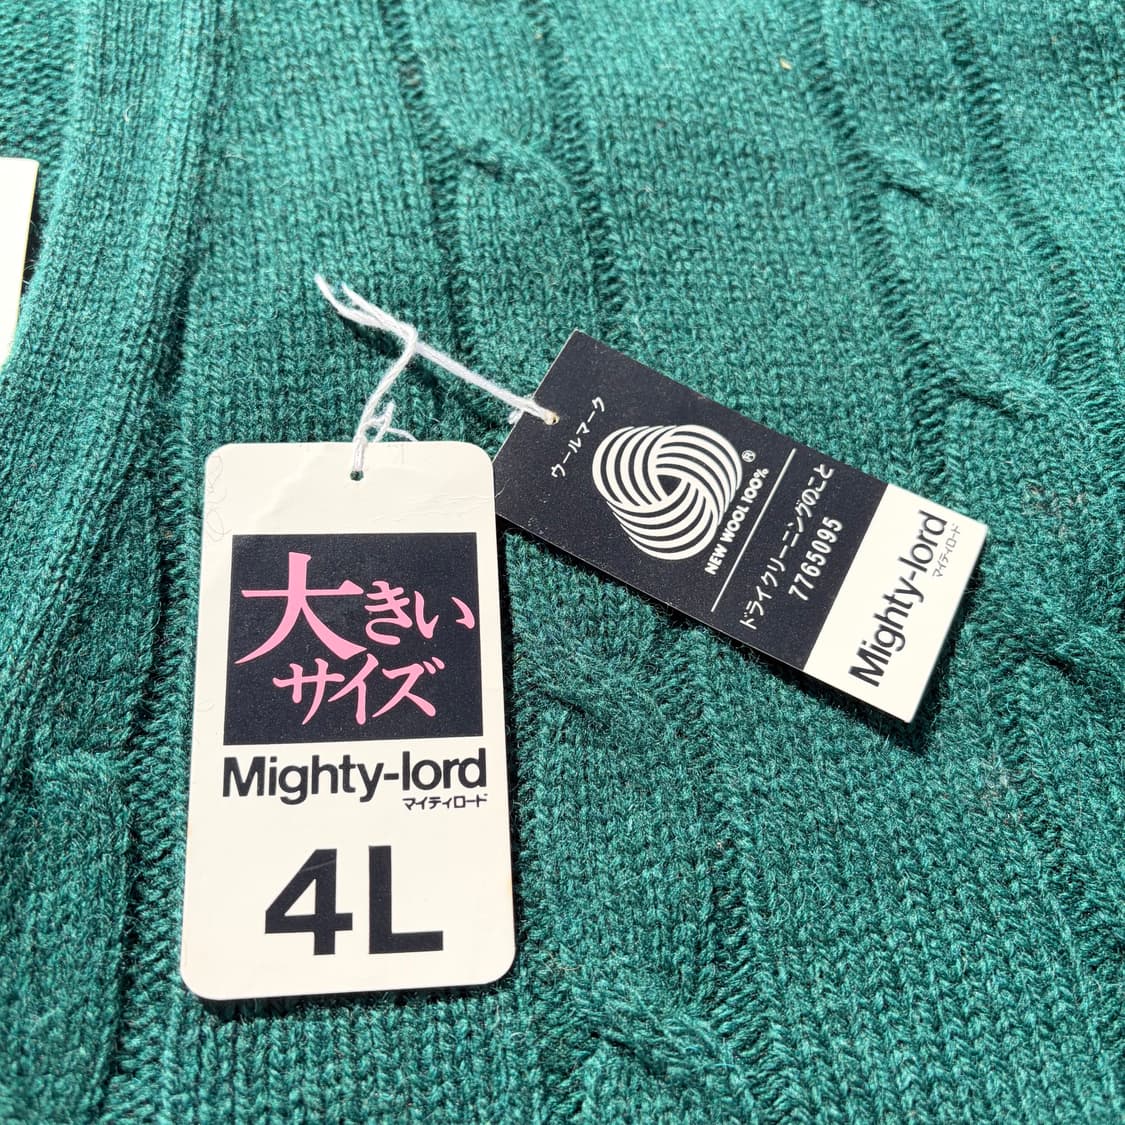 大きい
サイズ
Mighty-lord
マイティロード
4L
ウールマーク
®
NEW WOOL 100%
ドライクリーニングのこと
7765095
Mighty-lord
マイティロード